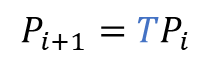 P_{i+1} = TP_i